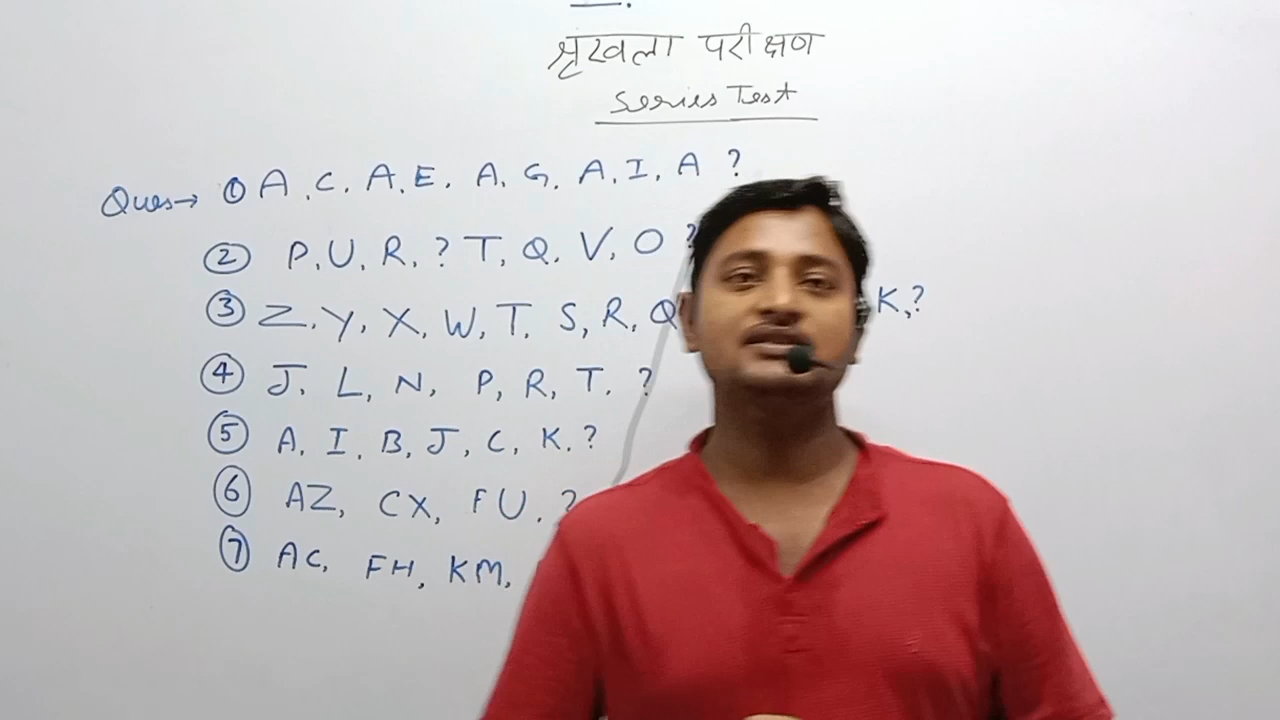 श्रृंखला परीक्षण
Series Test
Ques→ ① A, C, A, E, A, G, A, I, A ?
② P, U, R, ? T, Q, V, O ?
③ Z, Y, X, W, T, S, R, Q K, ?
④ J, L, N, P, R, T, ?
⑤ A, I, B, J, C, K, ?
⑥ AZ, CX, FU, ?
⑦ AC, FH, KM,